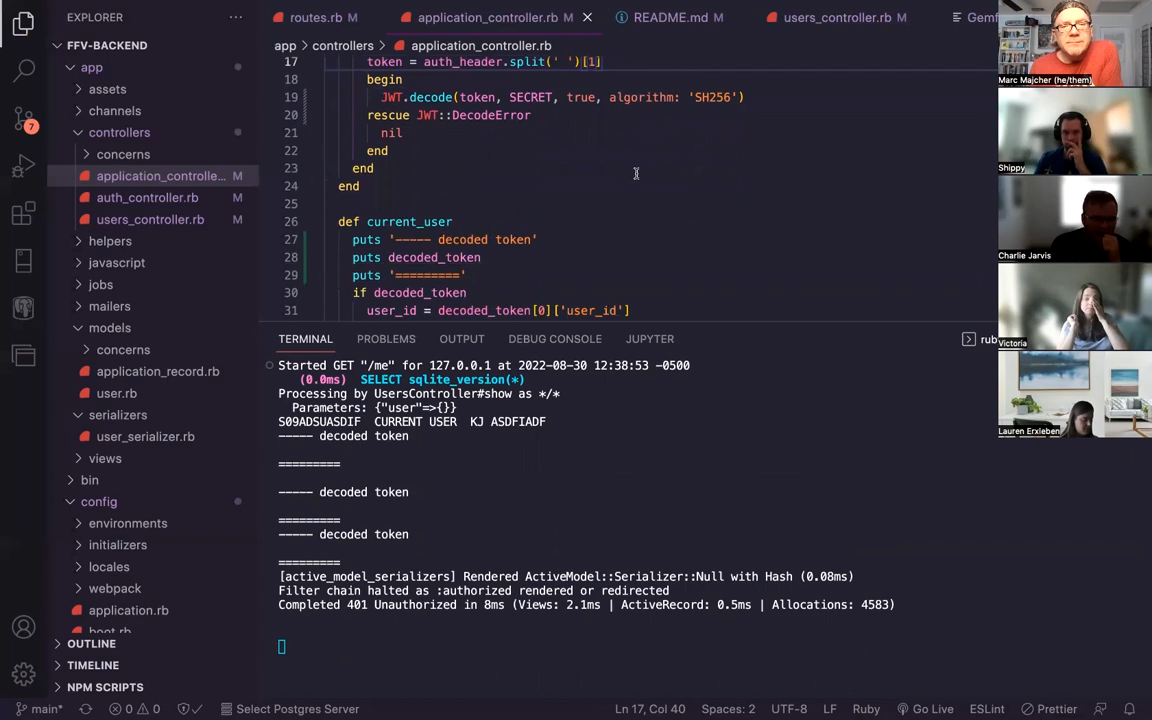 EXPLORER
FFV-BACKEND
app
assets
channels
controllers
concerns
application_controlle... M
auth_controller.rb M
users_controller.rb M
helpers
javascript
jobs
mailers
models
concerns
application_record.rb
user.rb
serializers
user_serializer.rb
views
bin
config
environments
initializers
locales
webpack
application.rb
boot.rb
OUTLINE
TIMELINE
NPM SCRIPTS
7
routes.rb M
application_controller.rb M
README.md M
users_controller.rb M
Gemf
app > controllers > application_controller.rb
17 token = auth_header.split(' ')[1]
18 begin
19 JWT.decode(token, SECRET, true, algorithm: 'SH256')
20 rescue JWT::DecodeError
21 nil
22 end
23 end
24 end
25
26 def current_user
27 puts '----- decoded token'
28 puts decoded_token
29 puts '========='
30 if decoded_token
31 user_id = decoded_token[0]['user_id']
TERMINAL PROBLEMS OUTPUT DEBUG CONSOLE JUPYTER
rub
Started GET "/me" for 127.0.0.1 at 2022-08-30 12:38:53 -0500
(0.0ms) SELECT sqlite_version(*)
Processing by UsersController#show as */*
Parameters: {"user"=>{}}
S09ADSUASDIF CURRENT USER KJ ASDFIADF
----- decoded token
=========
----- decoded token
=========
----- decoded token
=========
[active_model_serializers] Rendered ActiveModel::Serializer::Null with Hash (0.08ms)
Filter chain halted as :authorized rendered or redirected
Completed 401 Unauthorized in 8ms (Views: 2.1ms | ActiveRecord: 0.5ms | Allocations: 4583)
Marc Majcher (he/them)
Shippy
Charlie Jarvis
Victoria
Lauren Erxleben
main* 0 0 Select Postgres Server Ln 17, Col 40 Spaces: 2 UTF-8 LF Ruby Go Live ESLint Prettier